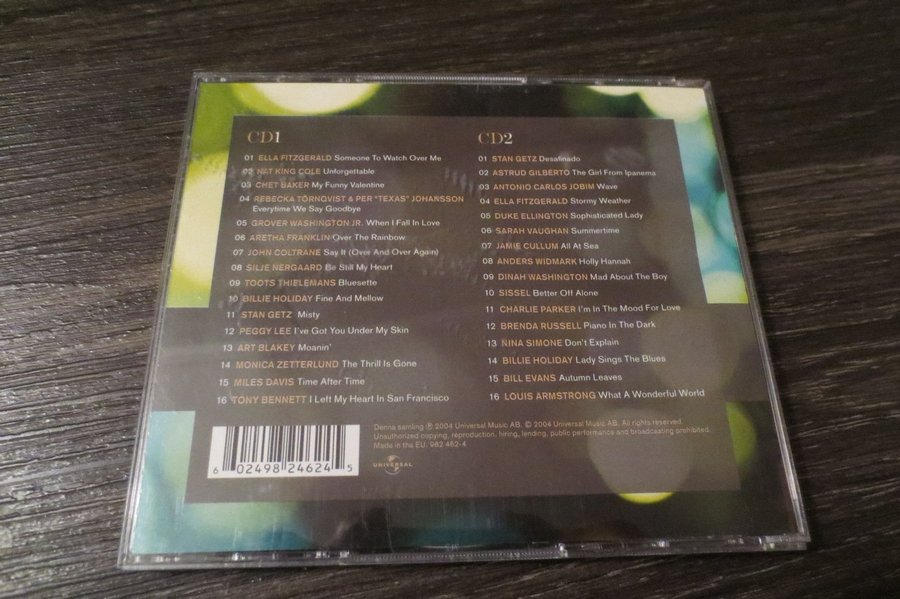 CD1
01 ELLA FITZGERALD Someone To Watch Over Me
02 NAT KING COLE Unforgettable
03 CHET BAKER My Funny Valentine
04 REBECKA TÖRNQVIST & PER "TEXAS" JOHANSSON
Everytime We Say Goodbye
05 GROVER WASHINGTON JR. When I Fall In Love
06 ARETHA FRANKLIN Over The Rainbow
07 JOHN COLTRANE Say It (Over And Over Again)
08 SILJE NERGAARD Be Still My Heart
09 TOOTS THIELEMANS Bluesette
10 BILLIE HOLIDAY Fine And Mellow
11 STAN GETZ Misty
12 PEGGY LEE I've Got You Under My Skin
13 ART BLAKEY Moanin'
14 MONICA ZETTERLUND The Thrill Is Gone
15 MILES DAVIS Time After Time
16 TONY BENNETT I Left My Heart In San Francisco
CD2
01 STAN GETZ Desafinado
02 ASTRUD GILBERTO The Girl From Ipanema
03 ANTONIO CARLOS JOBIM Wave
04 ELLA FITZGERALD Stormy Weather
05 DUKE ELLINGTON Sophisticated Lady
06 SARAH VAUGHAN Summertime
07 JAMIE CULLUM All At Sea
08 ANDERS WIDMARK Holly Hannah
09 DINAH WASHINGTON Mad About The Boy
10 SISSEL Better Off Alone
11 CHARLIE PARKER I'm In The Mood For Love
12 BRENDA RUSSELL Piano In The Dark
13 NINA SIMONE Don't Explain
14 BILLIE HOLIDAY Lady Sings The Blues
15 BILL EVANS Autumn Leaves
16 LOUIS ARMSTRONG What A Wonderful World
6 02498 24624 5
Denna samling ℗ 2004 Universal Music AB. © 2004 Universal Music AB. All rights reserved.
Unauthorized copying, reproduction, hiring, lending, public performance and broadcasting prohibited.
Made in the EU. 982 462-4
UNIVERSAL